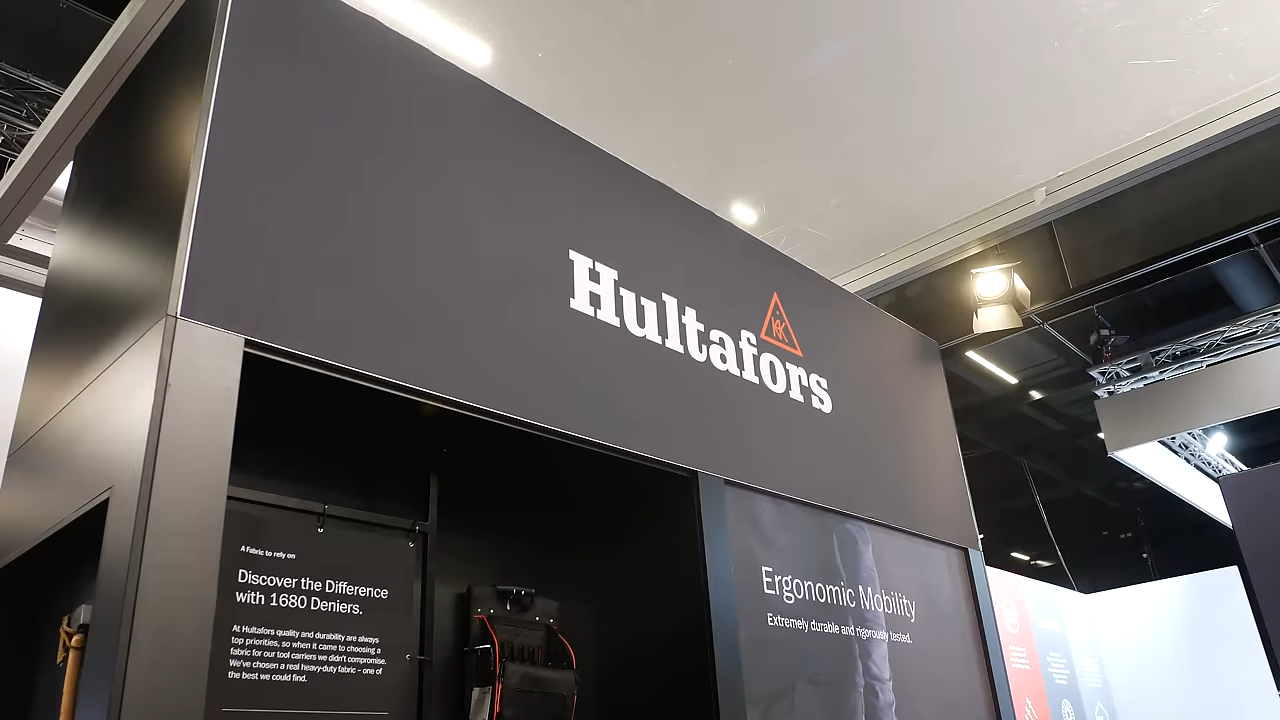 Hultafors
A Fabric to rely on
Discover the Difference
with 1680 Deniers.
At Hultafors quality and durability are always
top priorities, so when it came to choosing a
fabric for our tool carriers we didn't compromise.
We've chosen a real heavy-duty fabric – one of
the best we could find.
Ergonomic Mobility
Extremely durable and rigorously tested.